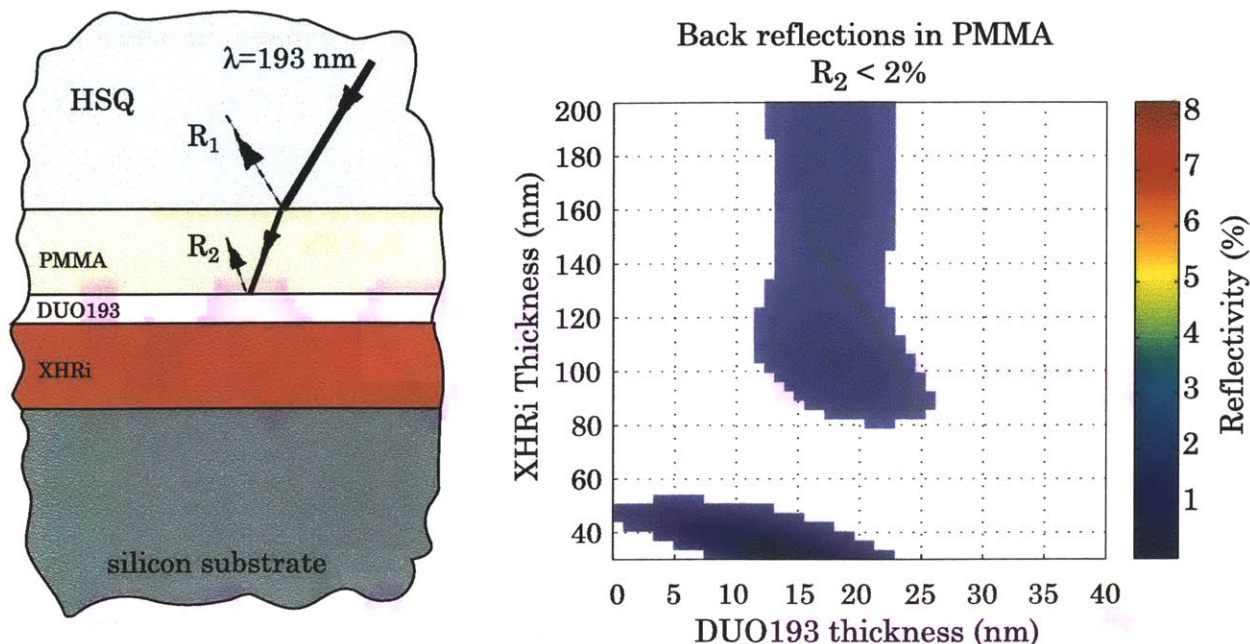 λ=193 nm
HSQ
R₁
R₂
PMMA
DUO193
XHRi
silicon substrate
Back reflections in PMMA
R₂ < 2%
XHRi Thickness (nm)
200
180
160
140
120
100
80
60
40
0 5 10 15 20 25 30 35 40
DUO193 thickness (nm)
8
7
6
5
4
3
2
1
Reflectivity (%)